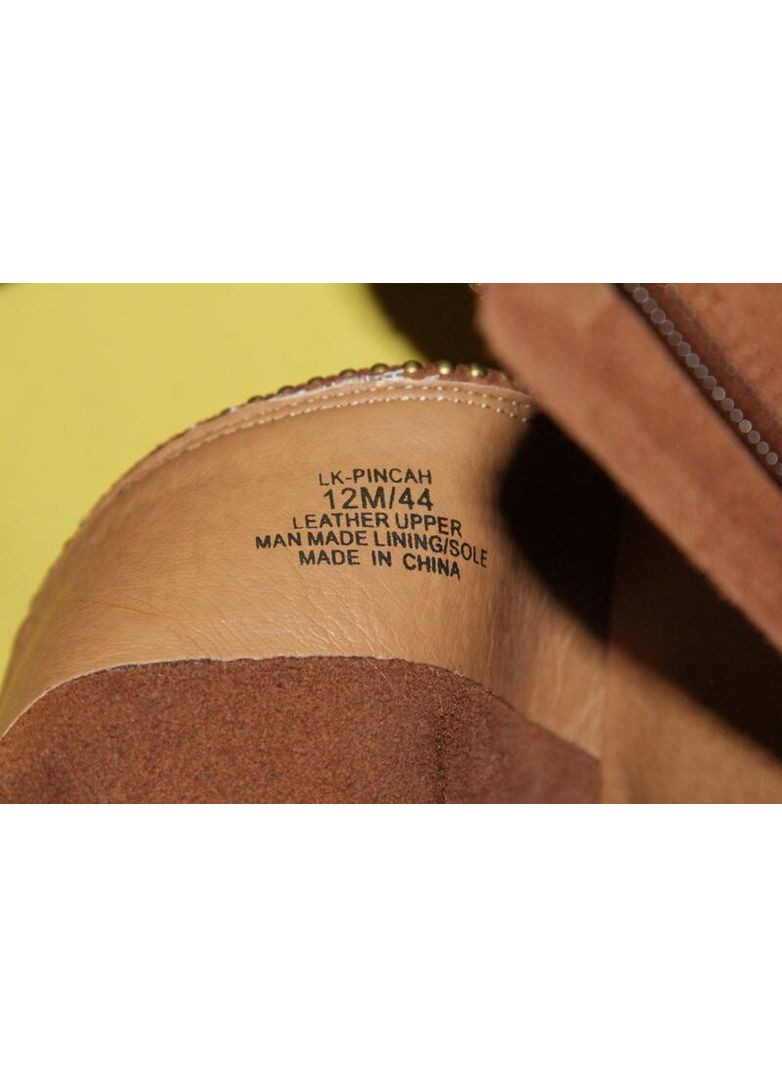 LK-PINCAH
12M/44
LEATHER UPPER
MAN MADE LINING/SOLE
MADE IN CHINA